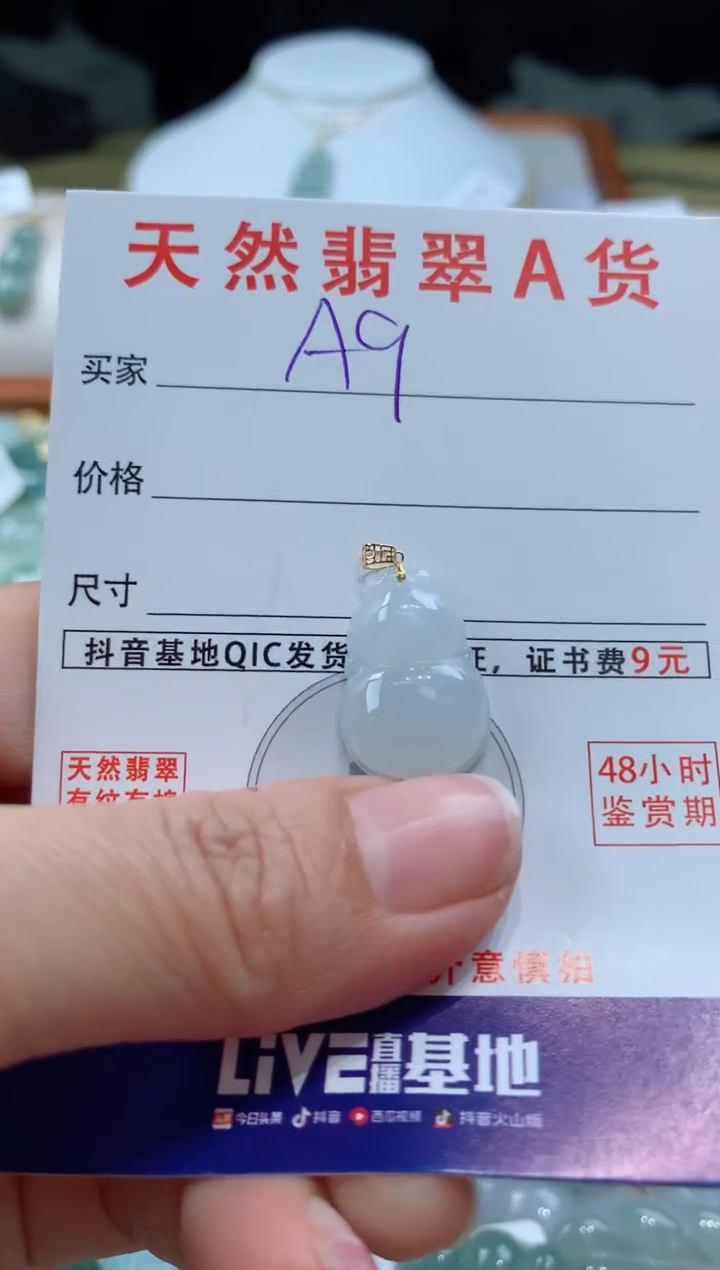 天然翡翠A货
买家 A9
价格
尺寸
抖音基地QIC发货 证，证书费9元
天然翡翠
48小时
鉴赏期
介意慎拍
LiVE直播基地
今日头条 抖音 西瓜视频 抖音火山版